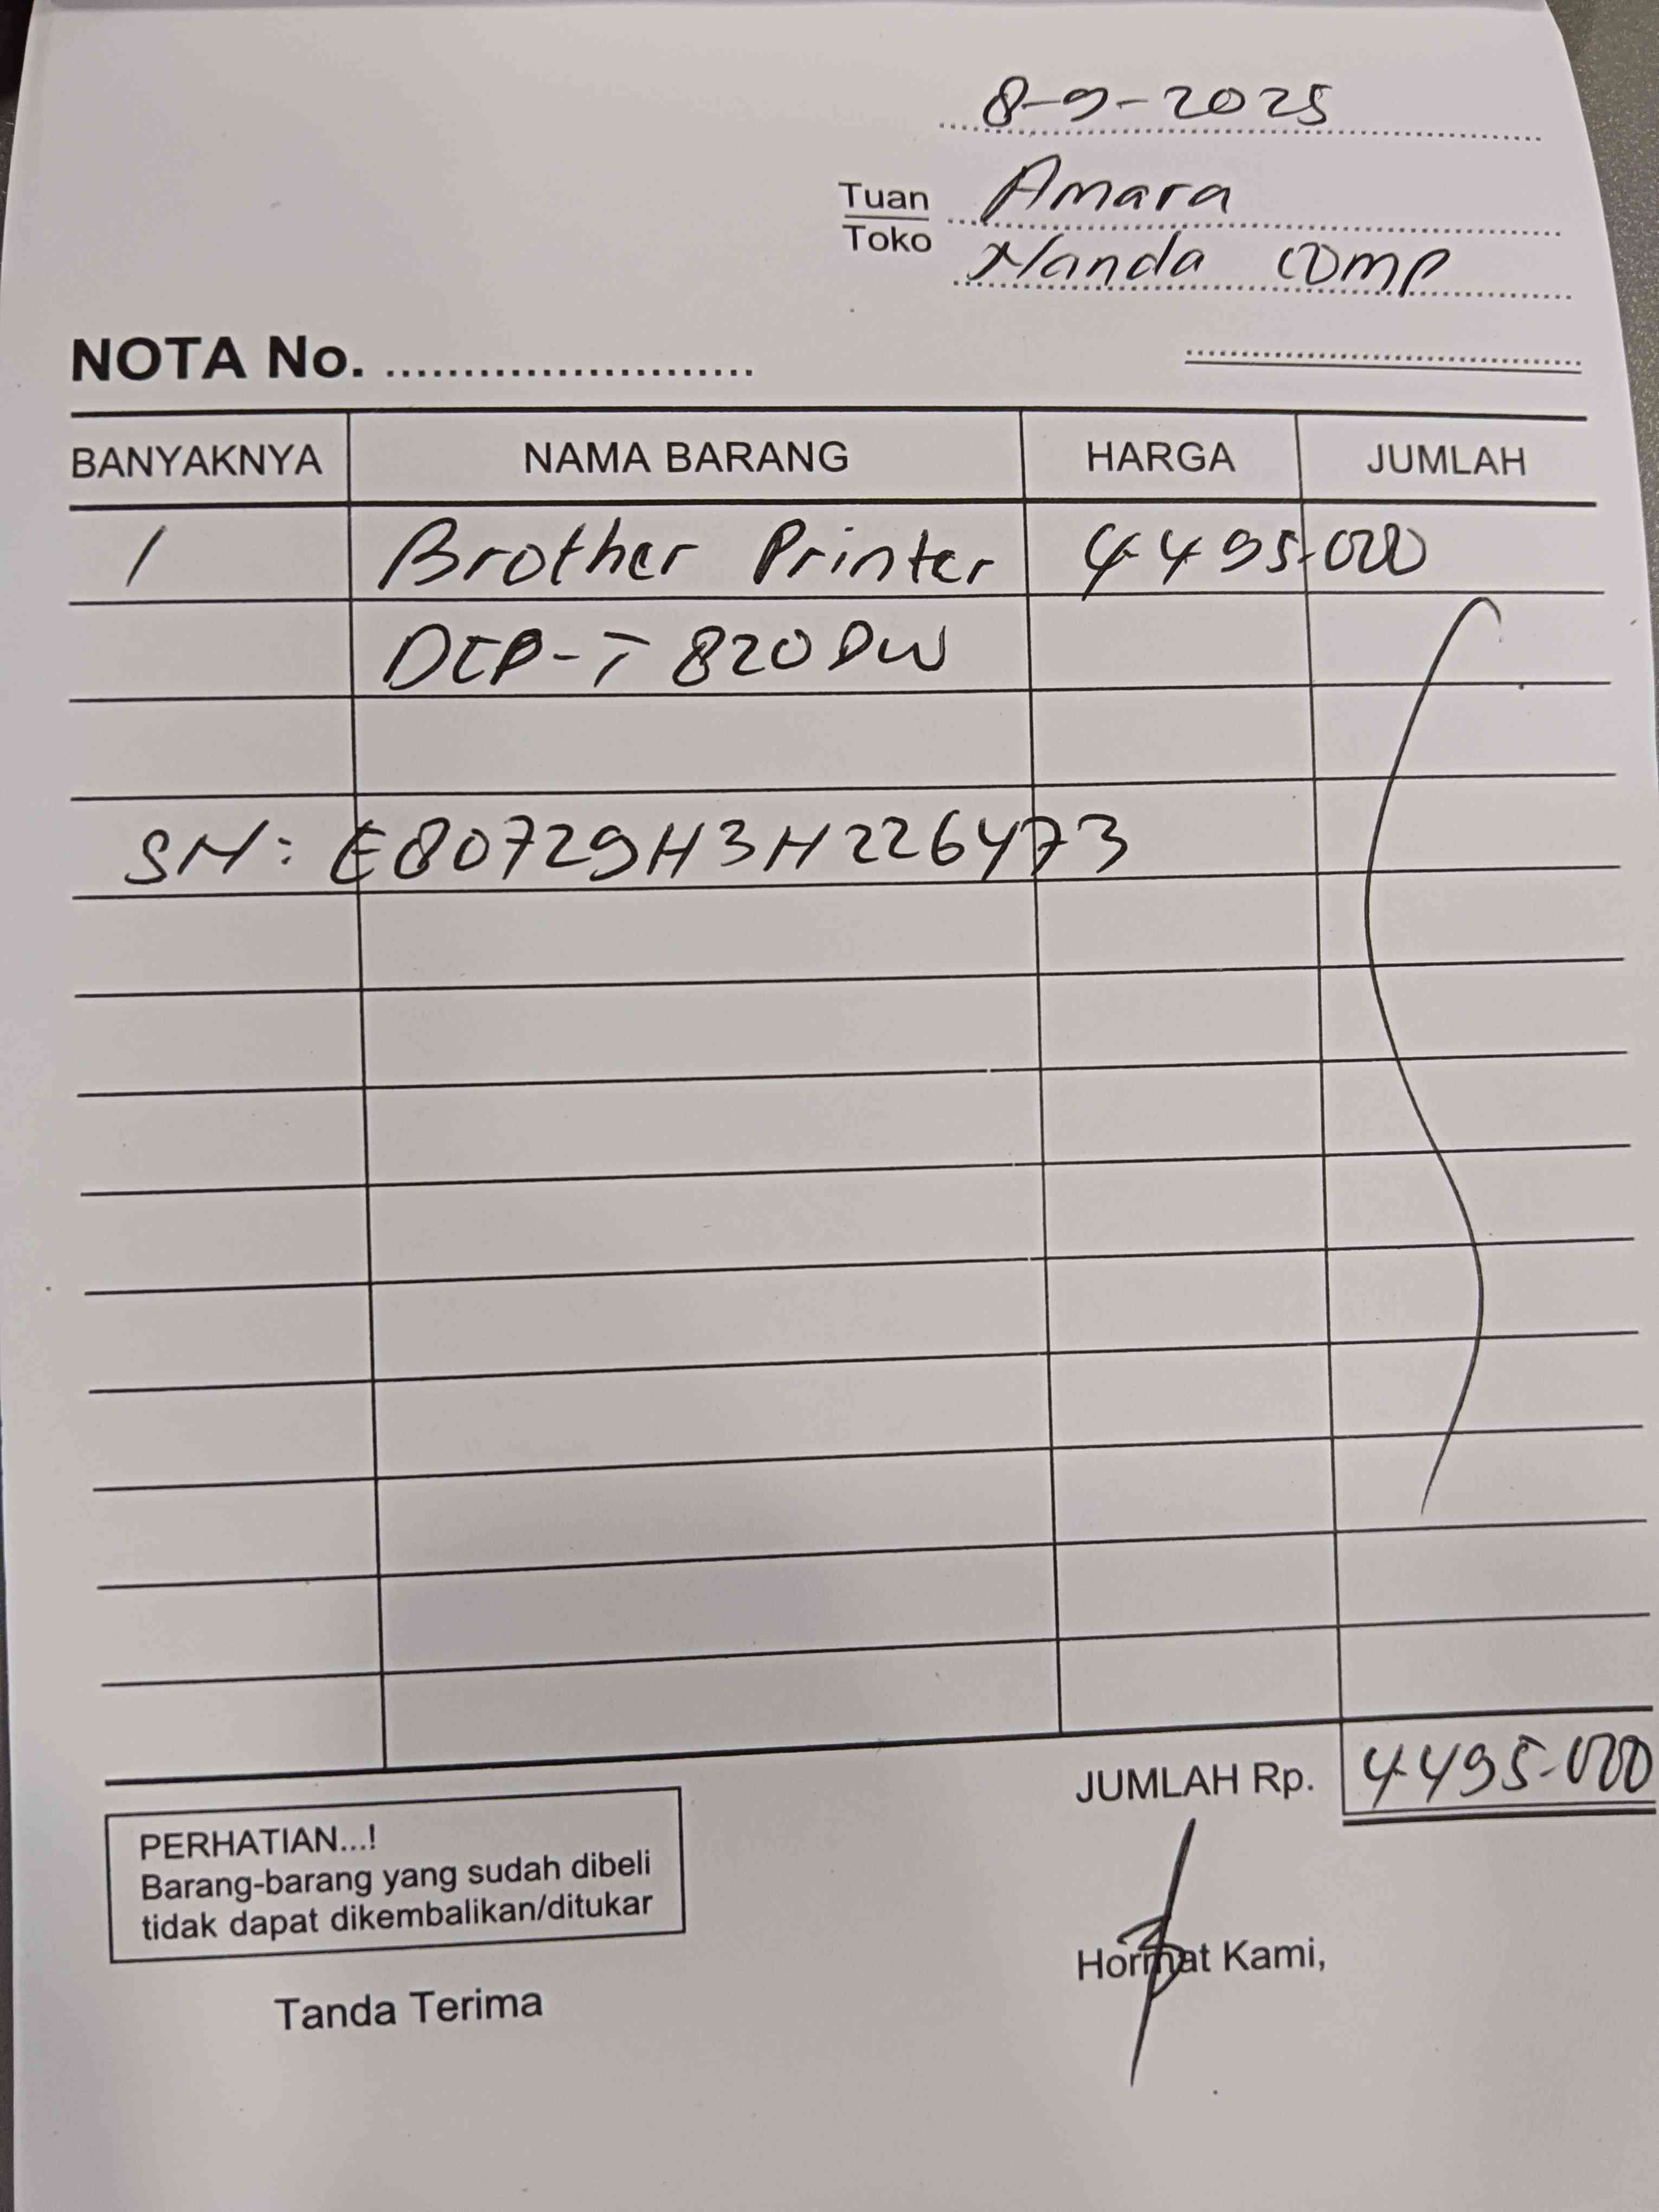 8-9-2025
Tuan Amara
Toko Nanda comp
NOTA No. ........................
BANYAKNYA NAMA BARANG HARGA JUMLAH
1 Brother Printer 4495.000
DCP-T820DW
SN: E80729H3H226473
JUMLAH Rp. 4495-000
PERHATIAN...!
Barang-barang yang sudah dibeli
tidak dapat dikembalikan/ditukar
Tanda Terima
Hormat Kami,